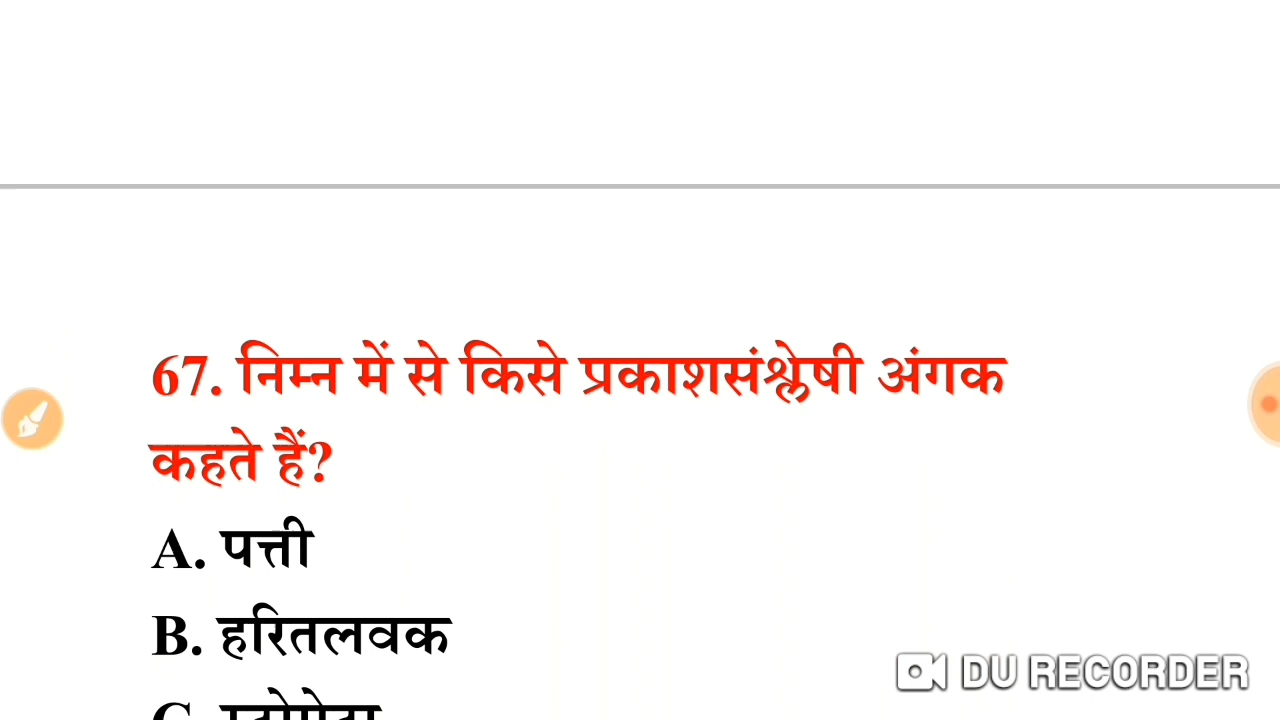 67. निम्न में से किसे प्रकाशसंश्लेषी अंगक
कहते हैं?
A. पत्ती
B. हरितलवक
DU RECORDER